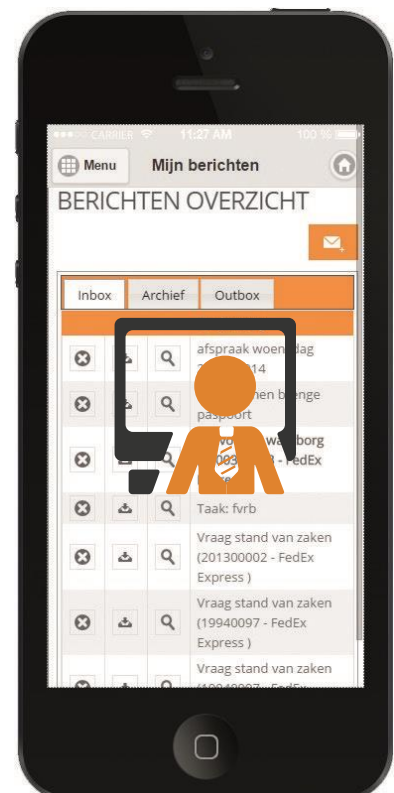 CARRIER 11:27 AM 100 %
Menu Mijn berichten
BERICHTEN OVERZICHT
Inbox Archief Outbox
afspraak
paspoort
- FedEx
Taak: fvrb
Vraag stand van zaken
(201300002 - FedEx
Express )
Vraag stand van zaken
(19940097 - FedEx
Express )
Vraag stand van zaken